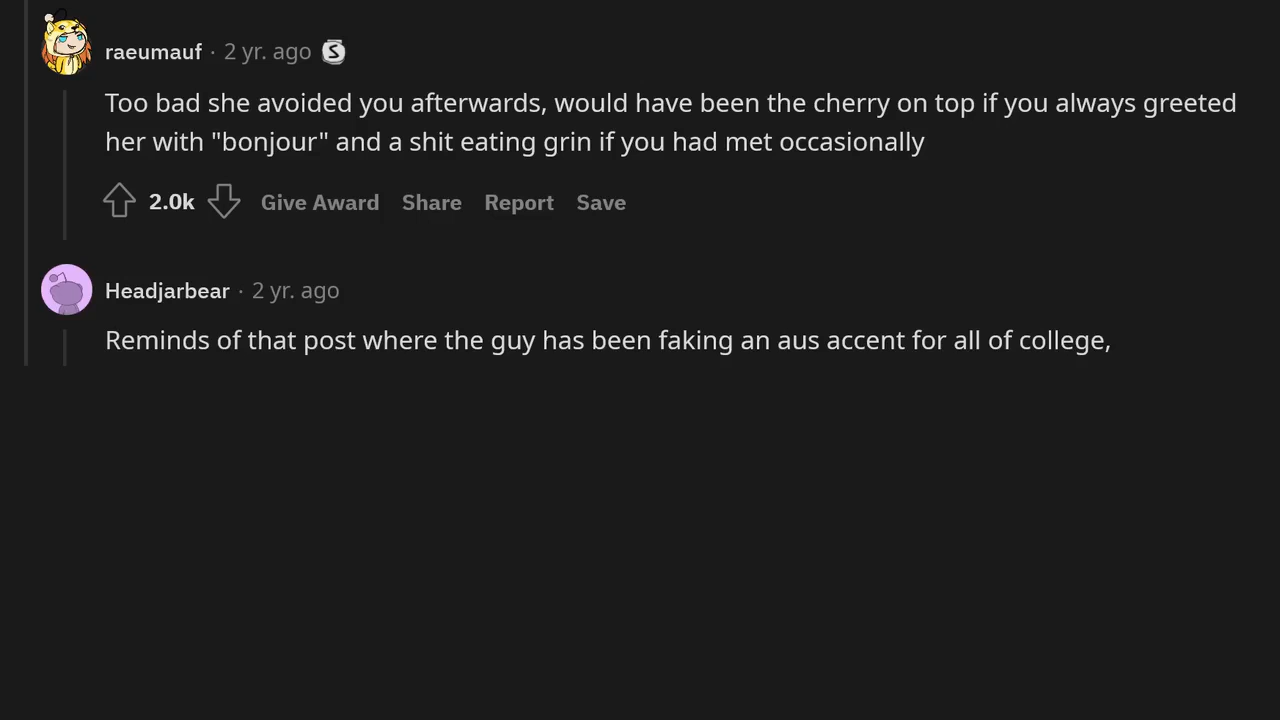 raeumauf · 2 yr. ago S
Too bad she avoided you afterwards, would have been the cherry on top if you always greeted
her with "bonjour" and a shit eating grin if you had met occasionally
2.0k Give Award Share Report Save
Headjarbear · 2 yr. ago
Reminds of that post where the guy has been faking an aus accent for all of college,